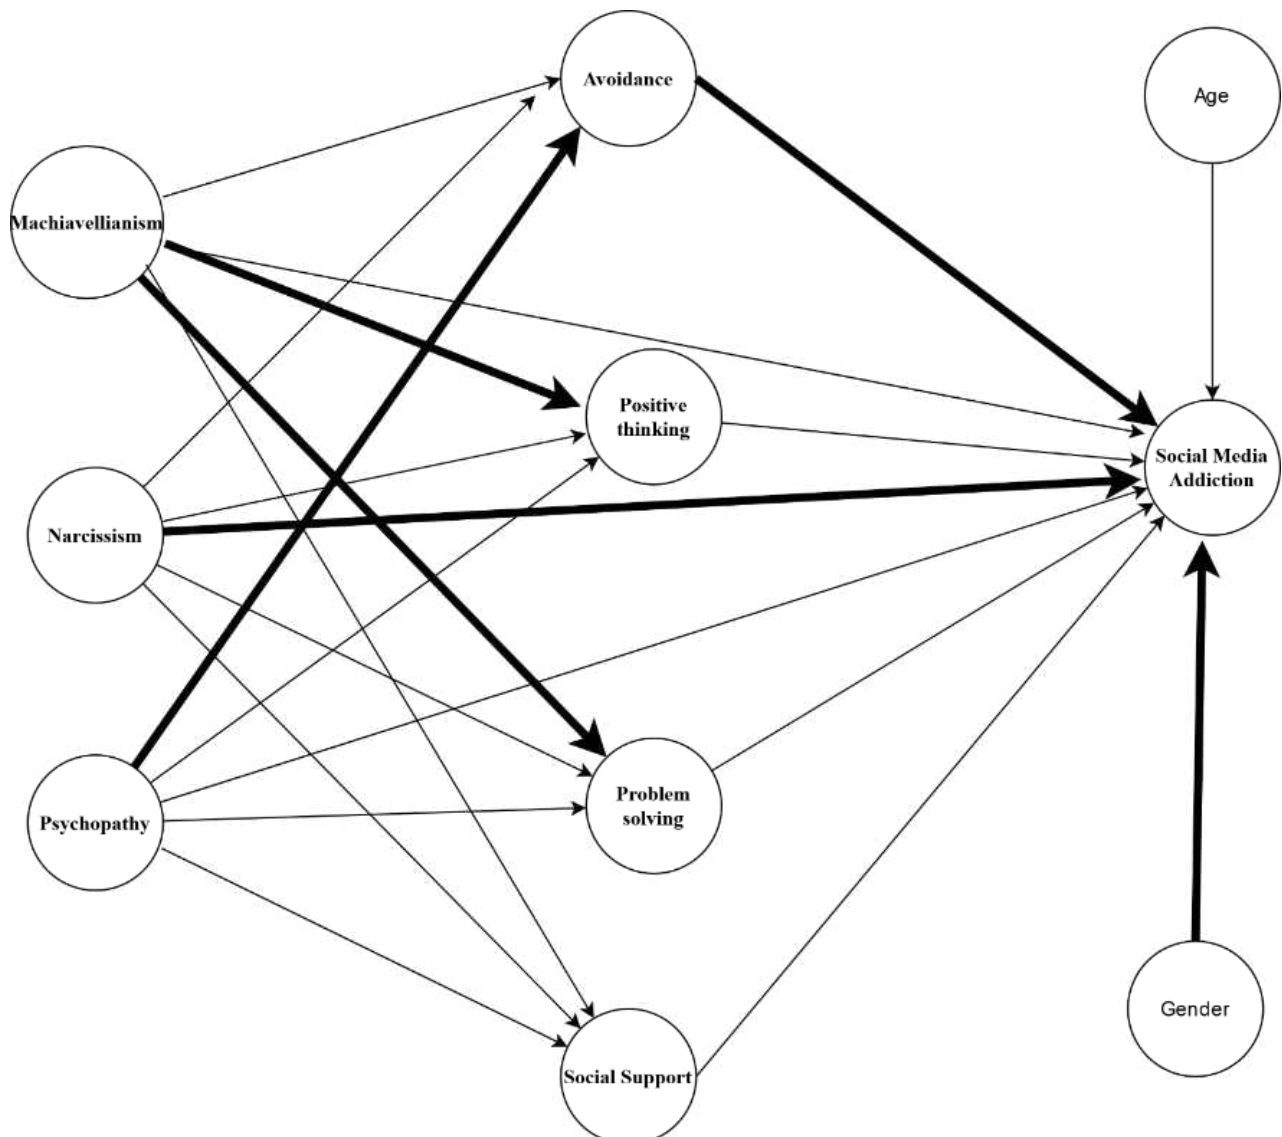 Avoidance
Age
Machiavellianism
Positive
thinking
Social Media
Addiction
Narcissism
Problem
solving
Psychopathy
Gender
Social Support